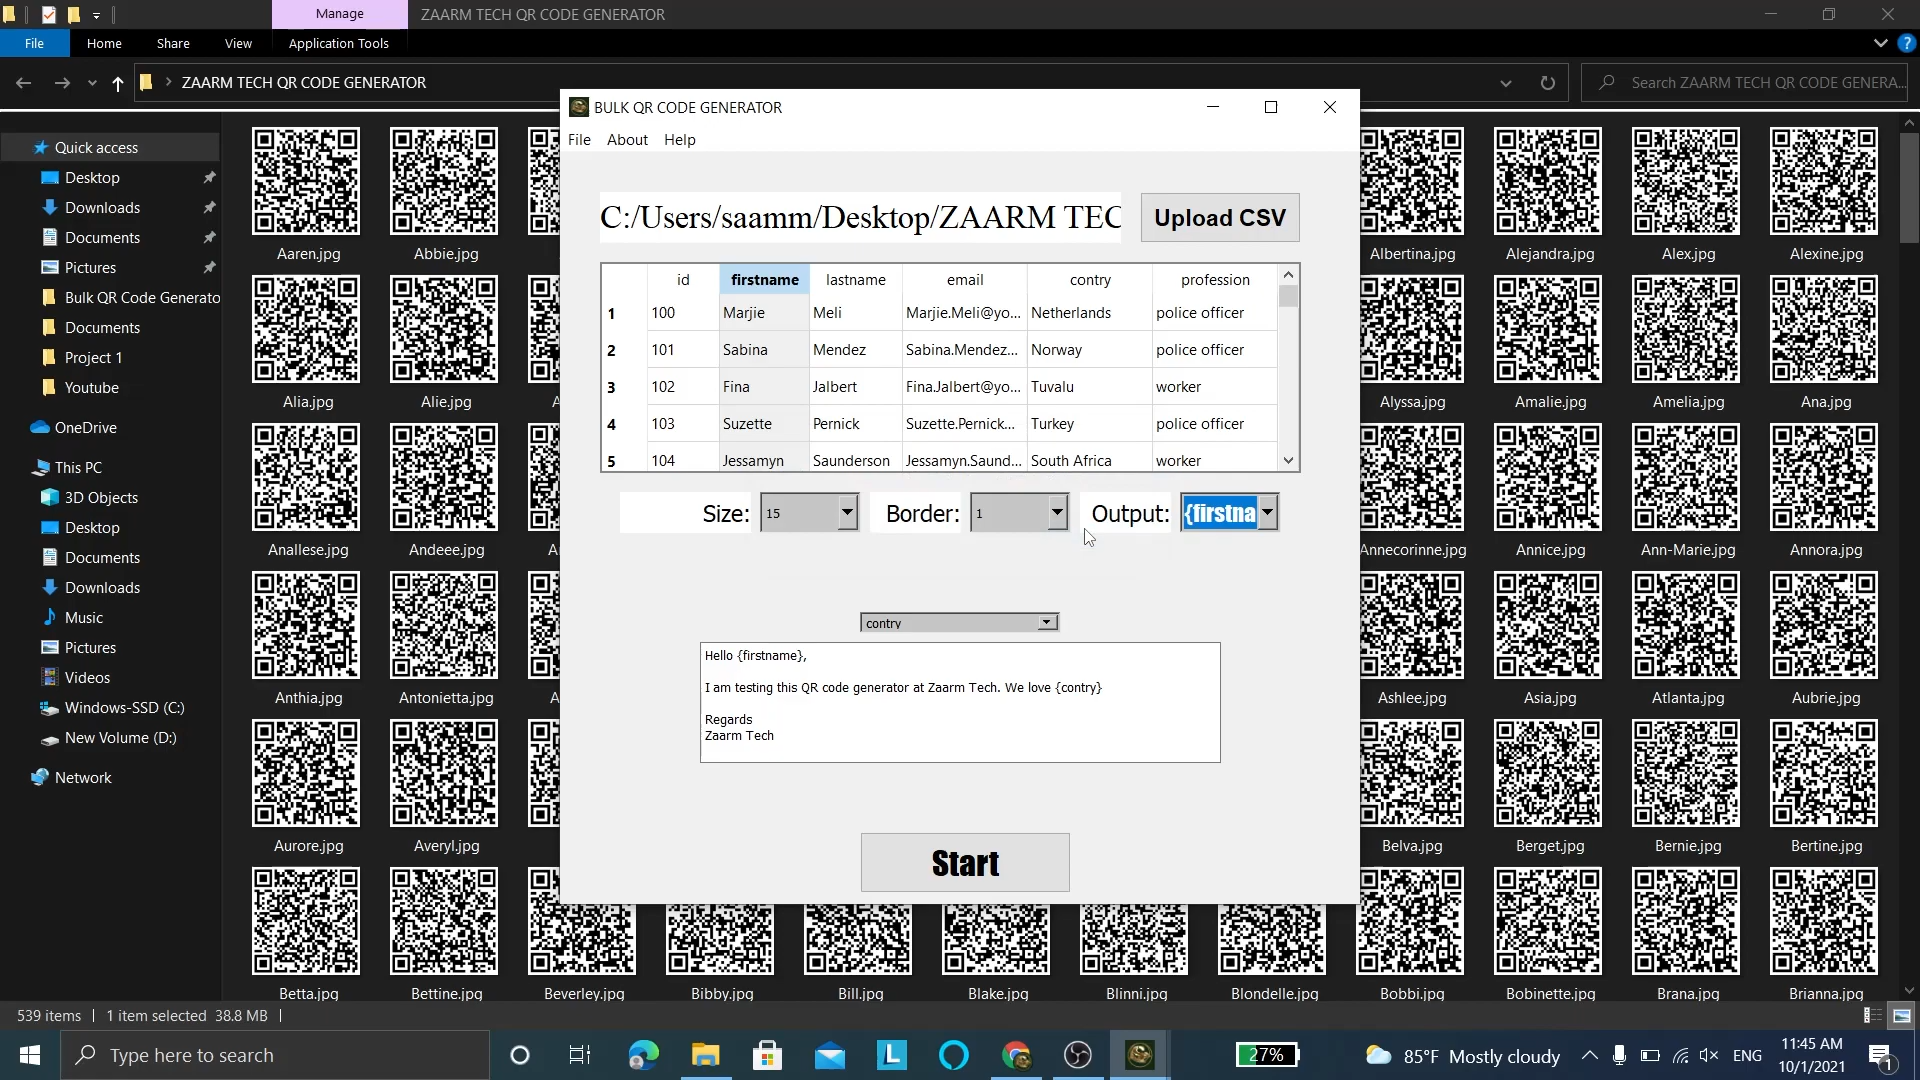 Manage
ZAARM TECH QR CODE GENERATOR
File
Home
Share
View
Application Tools
ZAARM TECH QR CODE GENERATOR
Search ZAARM TECH QR CODE GENERA...
Quick access
Desktop
Downloads
Documents
Pictures
Bulk QR Code Generato
Documents
Project 1
Youtube
OneDrive
This PC
3D Objects
Desktop
Documents
Downloads
Music
Pictures
Videos
Windows-SSD (C:)
New Volume (D:)
Network
BULK QR CODE GENERATOR
File About Help
C:/Users/saamm/Desktop/ZAARM TEC
Upload CSV
id firstname lastname email contry profession
1 100 Marjie Meli Marjie.Meli@yo... Netherlands police officer
2 101 Sabina Mendez Sabina.Mendez... Norway police officer
3 102 Fina Jalbert Fina.Jalbert@yo... Tuvalu worker
4 103 Suzette Pernick Suzette.Pernick... Turkey police officer
5 104 Jessamyn Saunderson Jessamyn.Saund... South Africa worker
Size: 15 Border: 1 Output: {firstna
contry
Hello {firstname},
I am testing this QR code generator at Zaarm Tech. We love {contry}
Regards
Zaarm Tech
Start
Aaren.jpg Abbie.jpg Albertina.jpg Alejandra.jpg Alex.jpg Alexine.jpg
Alia.jpg Alie.jpg A Alyssa.jpg Amalie.jpg Amelia.jpg Ana.jpg
Anallese.jpg Andeee.jpg Ar Annecorinne.jpg Annice.jpg Ann-Marie.jpg Annora.jpg
Anthia.jpg Antonietta.jpg A Ashlee.jpg Asia.jpg Atlanta.jpg Aubrie.jpg
Aurore.jpg Averyl.jpg Belva.jpg Berget.jpg Bernie.jpg Bertine.jpg
Betta.jpg Bettine.jpg Beverley.jpg Bibby.jpg Bill.jpg Blake.jpg Blinni.jpg Blondelle.jpg Bobbi.jpg Bobinette.jpg Brana.jpg Brianna.jpg
539 items 1 item selected 38.8 MB
Type here to search
27%
85°F Mostly cloudy
ENG
11:45 AM
10/1/2021
1